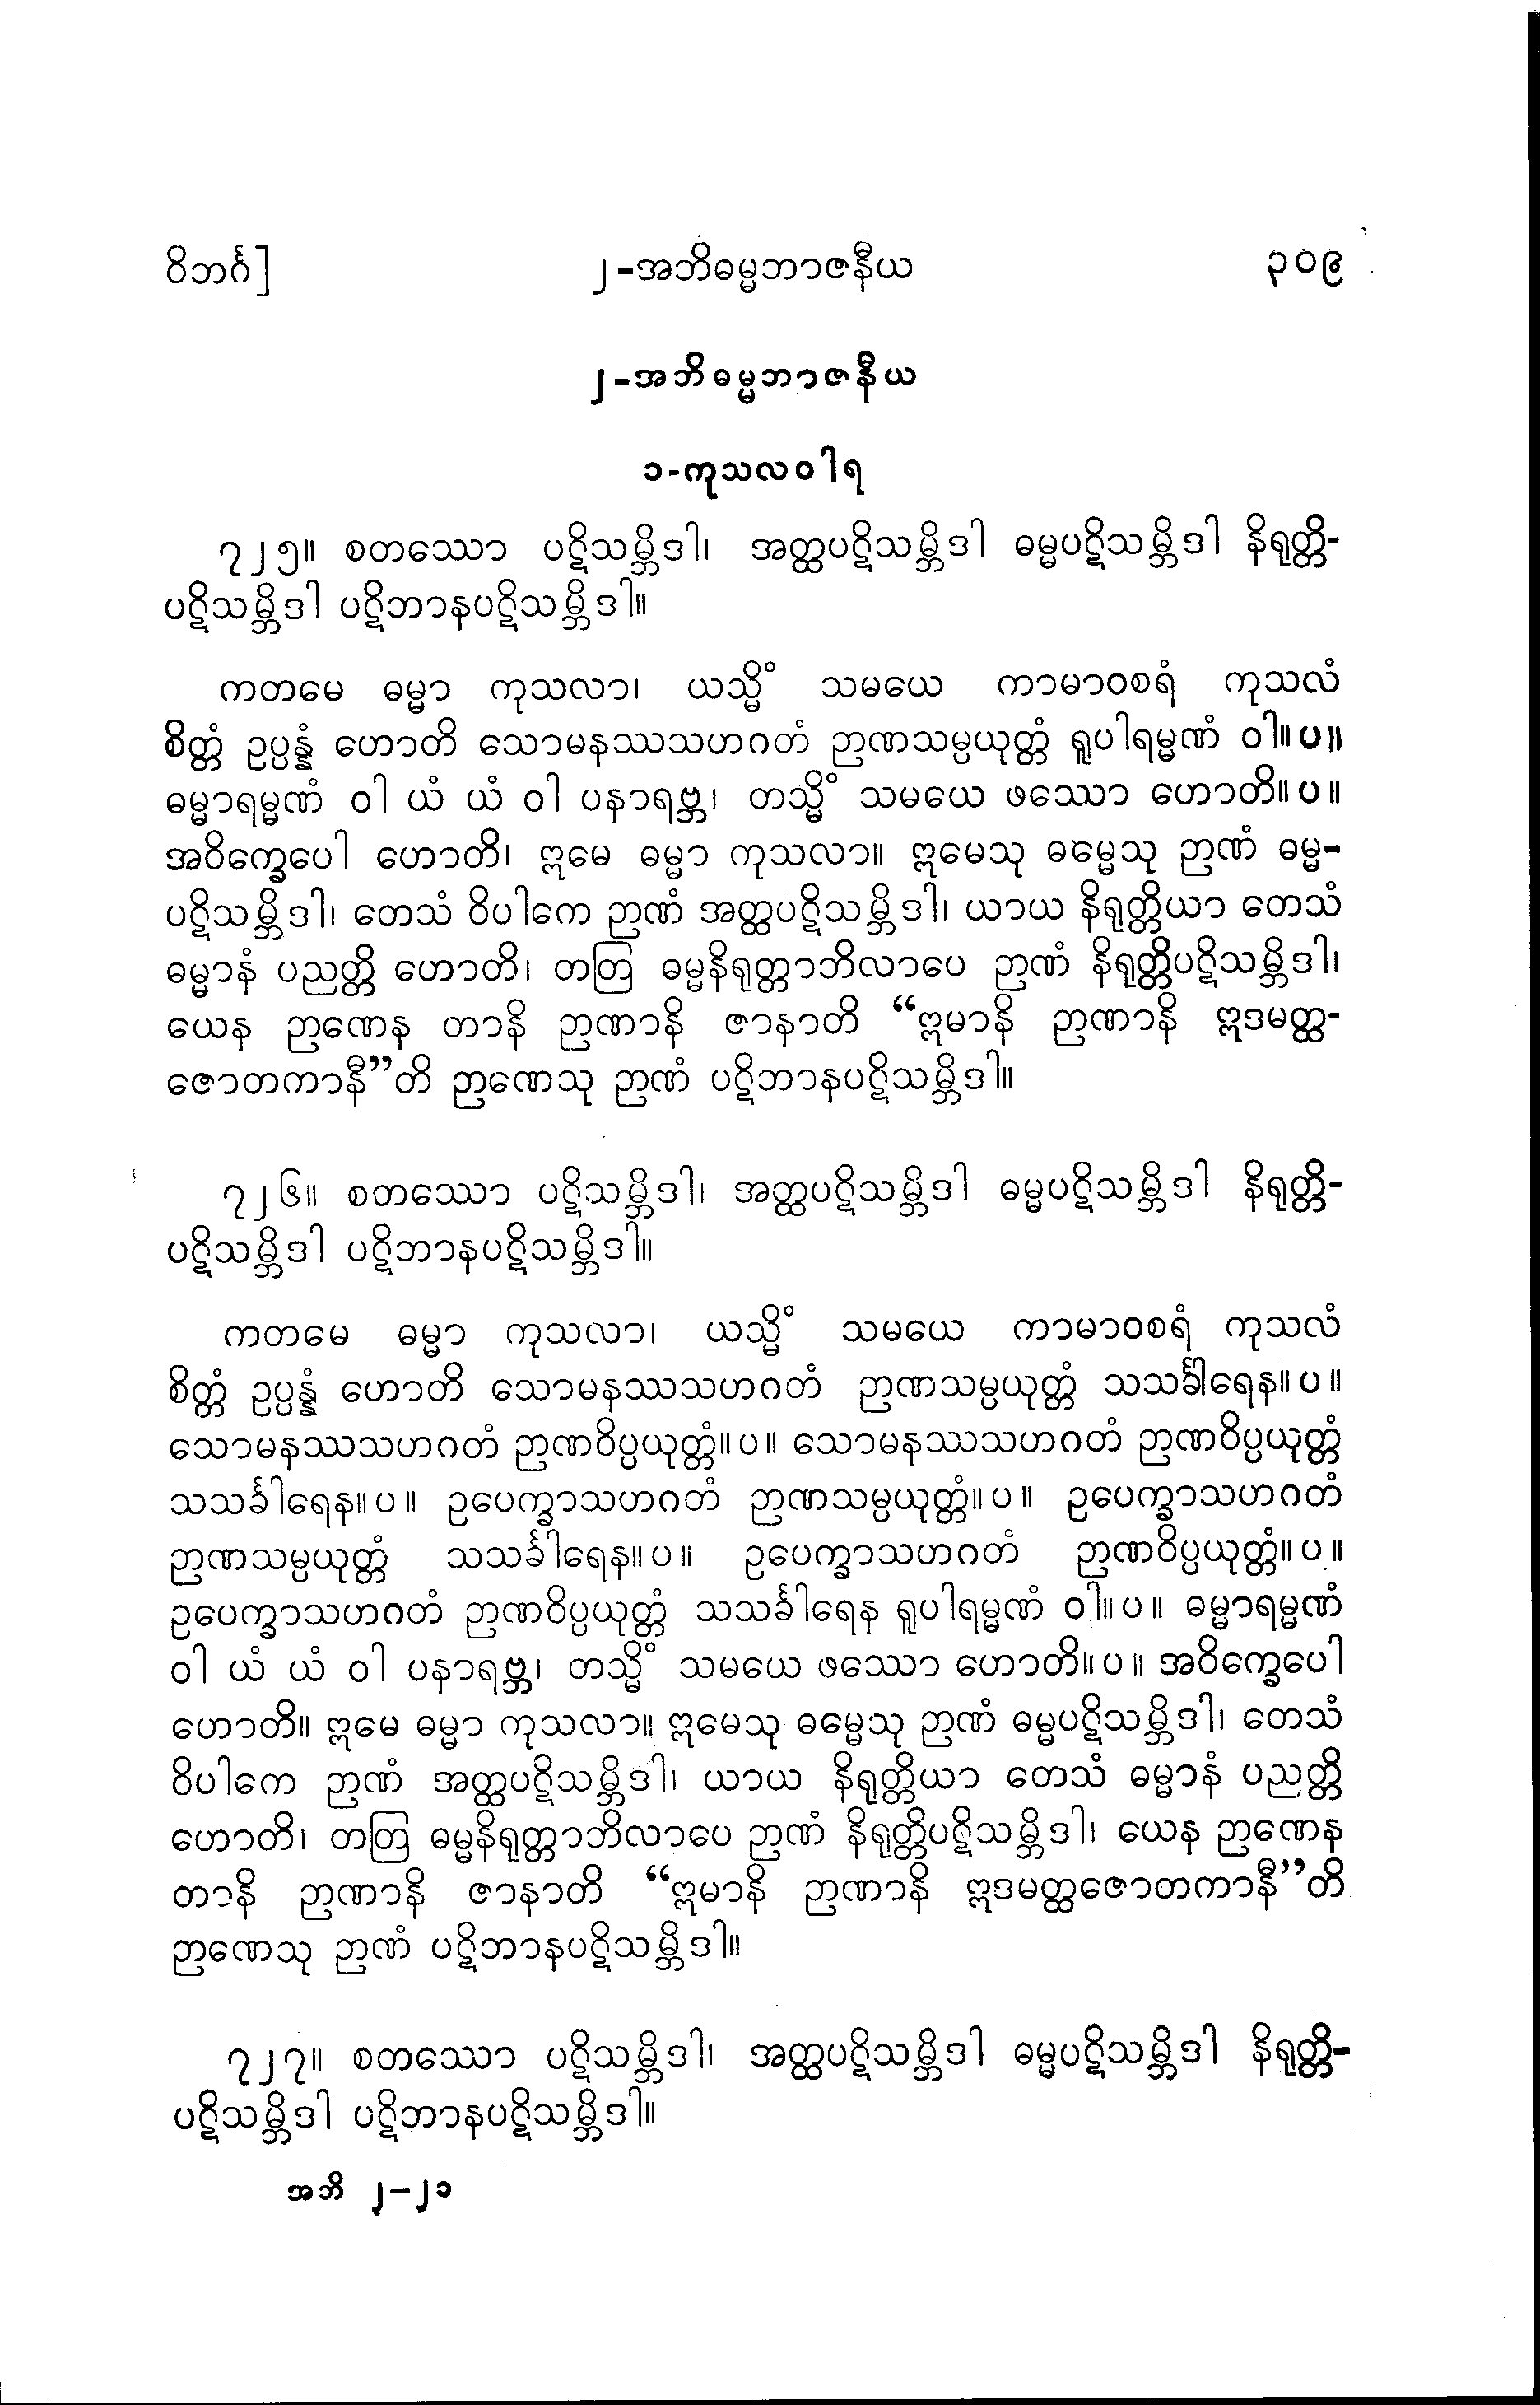 ဝိဘင်္ဂ] ၂-အဘိဓမ္မဘာဇနီယ ၃၀၉
၂-အဘိဓမ္မဘာဇနီယ
၁-ကုသလဝါရ
၇၂၅။ စတဿော ပဋိသမ္ဘိဒါ၊ အတ္ထပဋိသမ္ဘိဒါ ဓမ္မပဋိသမ္ဘိဒါ နိရုတ္တိ-
ပဋိသမ္ဘိဒါ ပဋိဘာနပဋိသမ္ဘိဒါ။
ကတမေ ဓမ္မာ ကုသလာ၊ ယသ္မိံ သမယေ ကာမာဝစရံ ကုသလံ
စိတ္တံ ဥပ္ပန္နံ ဟောတိ သောမနဿသဟဂတံ ဉာဏသမ္ပယုတ္တံ ရူပါရမ္မဏံ ဝါ။ပ။
ဓမ္မာရမ္မဏံ ဝါ ယံ ယံ ဝါ ပနာရဗ္ဘ၊ တသ္မိံ သမယေ ဖဿော ဟောတိ။ပ။
အဝိက္ခေပေါ ဟောတိ၊ ဣမေ ဓမ္မာ ကုသလာ။ ဣမေသု ဓမ္မေသု ဉာဏံ ဓမ္မ-
ပဋိသမ္ဘိဒါ၊ တေသံ ဝိပါကေ ဉာဏံ အတ္ထပဋိသမ္ဘိဒါ၊ ယာယ နိရုတ္တိယာ တေသံ
ဓမ္မာနံ ပညတ္တိ ဟောတိ၊ တတြ ဓမ္မနိရုတ္တာဘိလာပေ ဉာဏံ နိရုတ္တိပဋိသမ္ဘိဒါ၊
ယေန ဉာဏေန တာနိ ဉာဏာနိ ဇာနာတိ “ဣမာနိ ဉာဏာနိ ဣဒမတ္ထ-
ဇောတကာနီ”တိ ဉာဏေသု ဉာဏံ ပဋိဘာနပဋိသမ္ဘိဒါ။
၇၂၆။ စတဿော ပဋိသမ္ဘိဒါ၊ အတ္ထပဋိသမ္ဘိဒါ ဓမ္မပဋိသမ္ဘိဒါ နိရုတ္တိ-
ပဋိသမ္ဘိဒါ ပဋိဘာနပဋိသမ္ဘိဒါ။
ကတမေ ဓမ္မာ ကုသလာ၊ ယသ္မိံ သမယေ ကာမာဝစရံ ကုသလံ
စိတ္တံ ဥပ္ပန္နံ ဟောတိ သောမနဿသဟဂတံ ဉာဏသမ္ပယုတ္တံ သသင်္ခါရေန။ပ။
သောမနဿသဟဂတံ ဉာဏဝိပ္ပယုတ္တံ။ပ။ သောမနဿသဟဂတံ ဉာဏဝိပ္ပယုတ္တံ
သသင်္ခါရေန။ပ။ ဥပေက္ခာသဟဂတံ ဉာဏသမ္ပယုတ္တံ။ပ။ ဥပေက္ခာသဟဂတံ
ဉာဏသမ္ပယုတ္တံ သသင်္ခါရေန။ပ။ ဥပေက္ခာသဟဂတံ ဉာဏဝိပ္ပယုတ္တံ။ပ။
ဥပေက္ခာသဟဂတံ ဉာဏဝိပ္ပယုတ္တံ သသင်္ခါရေန ရူပါရမ္မဏံ ဝါ။ပ။ ဓမ္မာရမ္မဏံ
ဝါ ယံ ယံ ဝါ ပနာရဗ္ဘ၊ တသ္မိံ သမယေ ဖဿော ဟောတိ။ပ။ အဝိက္ခေပေါ
ဟောတိ။ ဣမေ ဓမ္မာ ကုသလာ။ ဣမေသု ဓမ္မေသု ဉာဏံ ဓမ္မပဋိသမ္ဘိဒါ၊ တေသံ
ဝိပါကေ ဉာဏံ အတ္ထပဋိသမ္ဘိဒါ၊ ယာယ နိရုတ္တိယာ တေသံ ဓမ္မာနံ ပညတ္တိ
ဟောတိ၊ တတြ ဓမ္မနိရုတ္တာဘိလာပေ ဉာဏံ နိရုတ္တိပဋိသမ္ဘိဒါ၊ ယေန ဉာဏေန
တာနိ ဉာဏာနိ ဇာနာတိ “ဣမာနိ ဉာဏာနိ ဣဒမတ္ထဇောတကာနီ”တိ
ဉာဏေသု ဉာဏံ ပဋိဘာနပဋိသမ္ဘိဒါ။
၇၂၇။ စတဿော ပဋိသမ္ဘိဒါ၊ အတ္ထပဋိသမ္ဘိဒါ ဓမ္မပဋိသမ္ဘိဒါ နိရုတ္တိ-
ပဋိသမ္ဘိဒါ ပဋိဘာနပဋိသမ္ဘိဒါ။
အဘိ ၂−၂၁